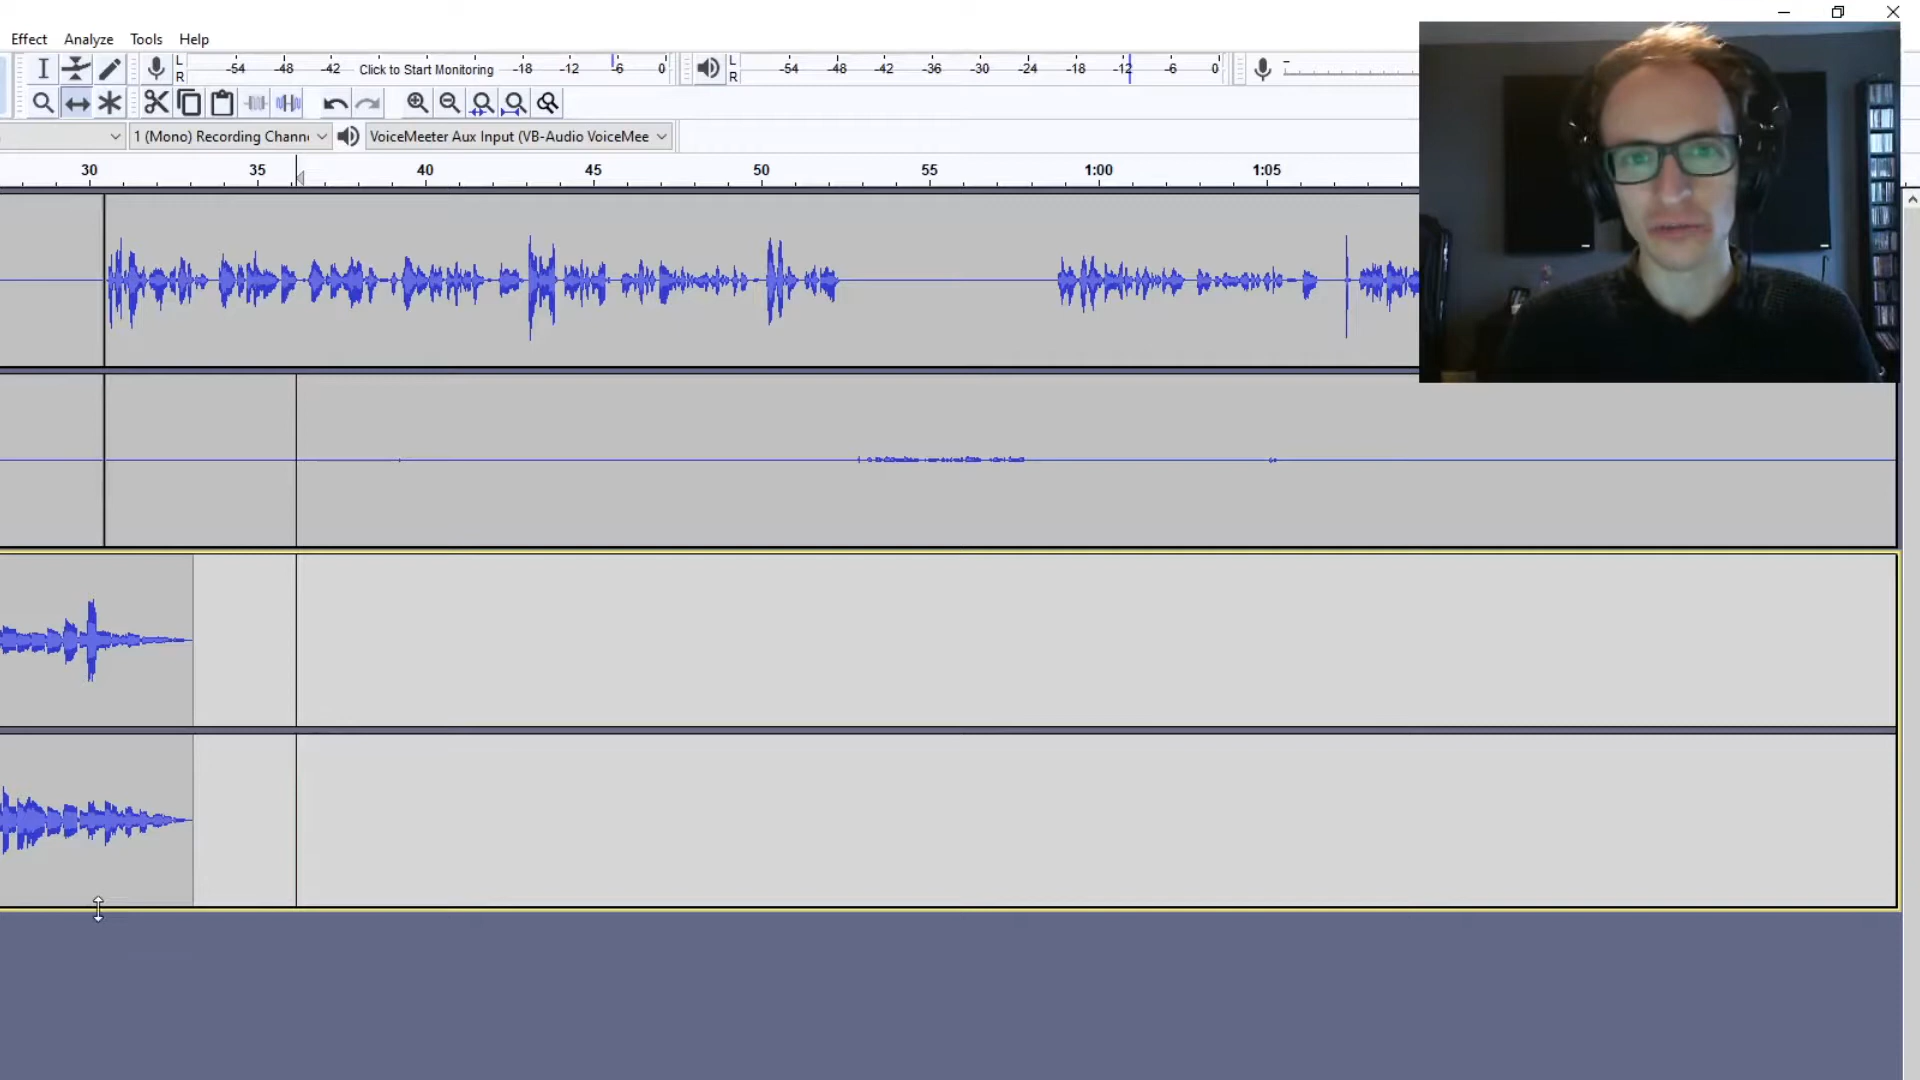 Effect Analyze Tools Help
L R -54 -48 -42 Click to Start Monitoring -18 -12 -6 0 L R -54 -48 -42 -36 -30 -24 -18 -12 -6 0
1 (Mono) Recording Chann VoiceMeeter Aux Input (VB-Audio VoiceMee
30 35 40 45 50 55 1:00 1:05